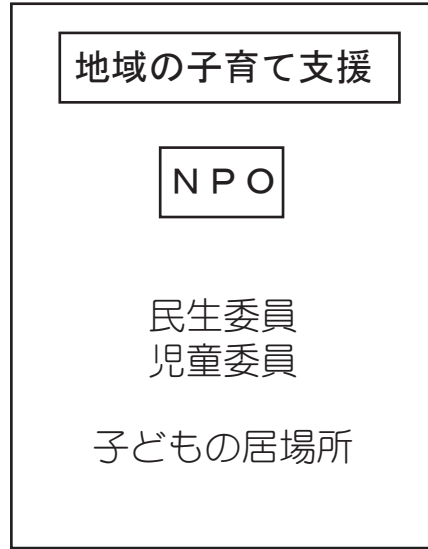 地域の子育て支援
ＮＰＯ
民生委員
児童委員
子どもの居場所